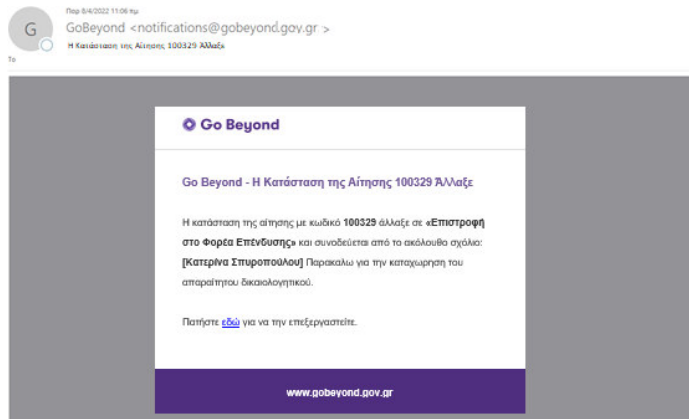 Παρ 8/4/2022 11:06 πμ
G
GoBeyond <notifications@gobeyond.gov.gr >
Η Κατάσταση της Αίτησης 100329 Άλλαξε
To
Go Beyond
Go Beyond - Η Κατάσταση της Αίτησης 100329 Άλλαξε
Η κατάσταση της αίτησης με κωδικό 100329 άλλαξε σε «Επιστροφή
στο Φορέα Επένδυσης» και συνοδεύεται από το ακόλουθο σχόλιο:
[Κατερίνα Σπυροπούλου] Παρακαλω για την καταχωρηση του
απαραίτητου δικαιολογητικού.
Πατήστε εδώ για να την επεξεργαστείτε.
www.gobeyond.gov.gr